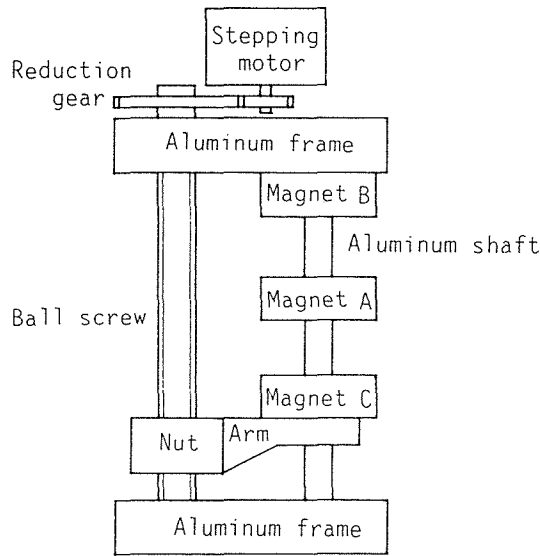 Stepping
motor
Reduction
gear
Aluminum frame
Magnet B
Aluminum shaft
Magnet A
Ball screw
Magnet C
Arm
Nut
Aluminum frame